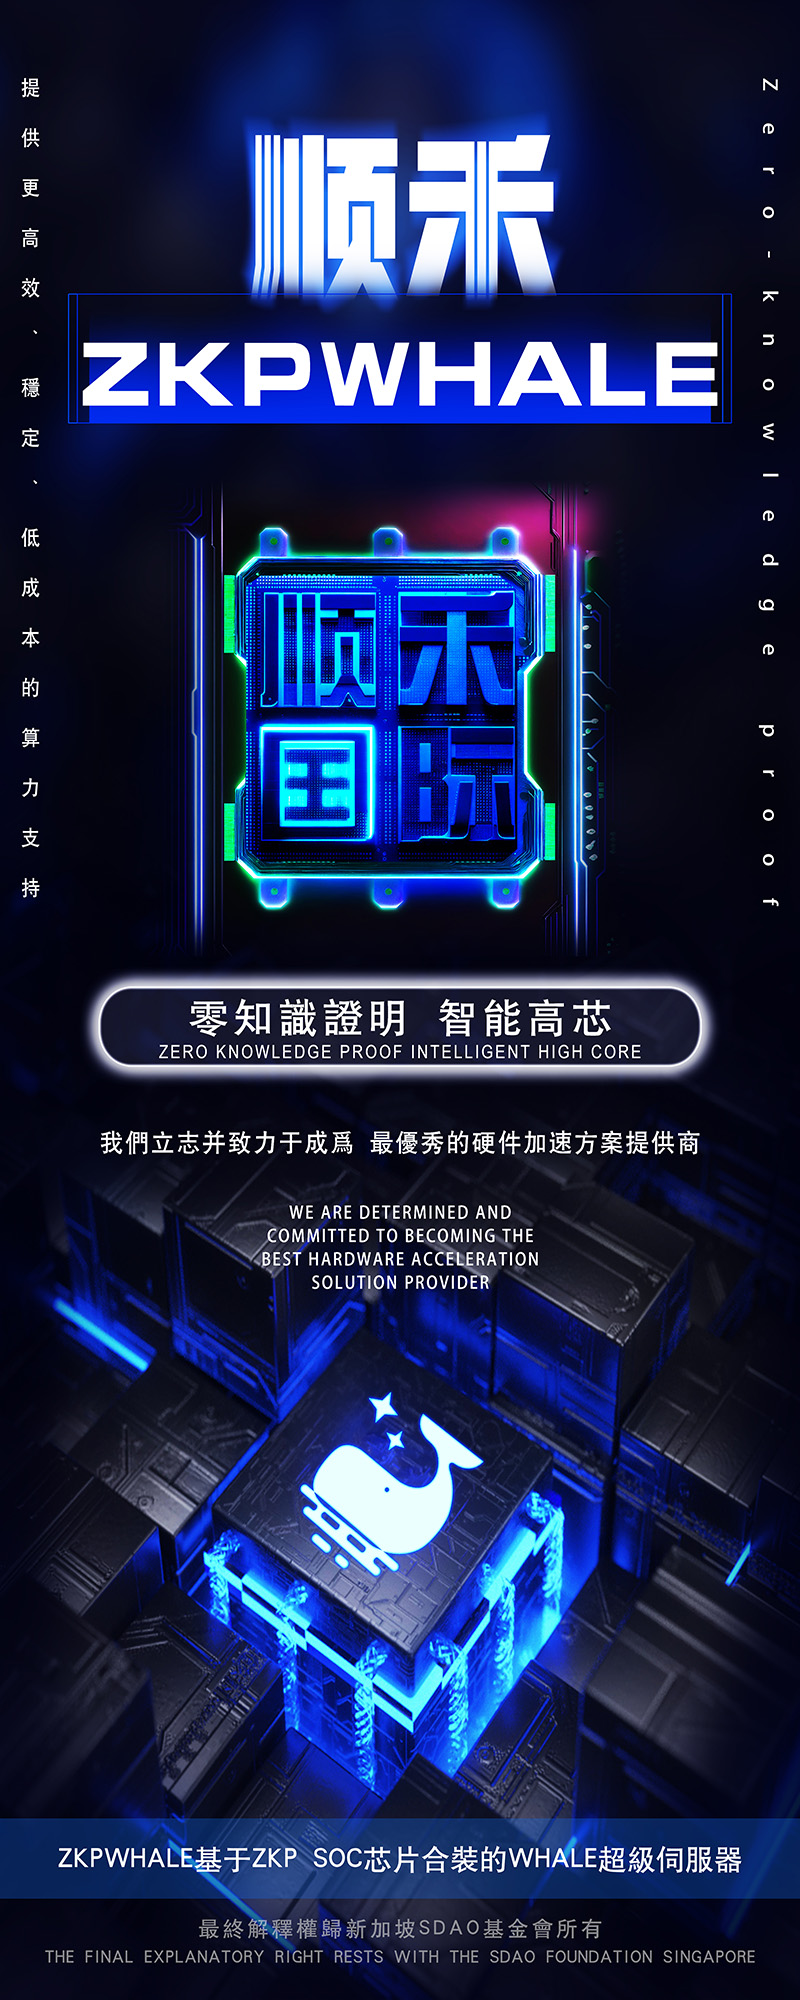 提供更高效、穩定、低成本的算力支持
Zero-knowledge proof
顺禾
ZKPWHALE
顺禾
国际
零知識證明 智能高芯
ZERO KNOWLEDGE PROOF INTELLIGENT HIGH CORE
我們立志并致力于成爲 最優秀的硬件加速方案提供商
WE ARE DETERMINED AND
COMMITTED TO BECOMING THE
BEST HARDWARE ACCELERATION
SOLUTION PROVIDER
ZKPWHALE基于ZKP SOC芯片合裝的WHALE超級伺服器
最終解釋權歸新加坡SDAO基金會所有
THE FINAL EXPLANATORY RIGHT RESTS WITH THE SDAO FOUNDATION SINGAPORE